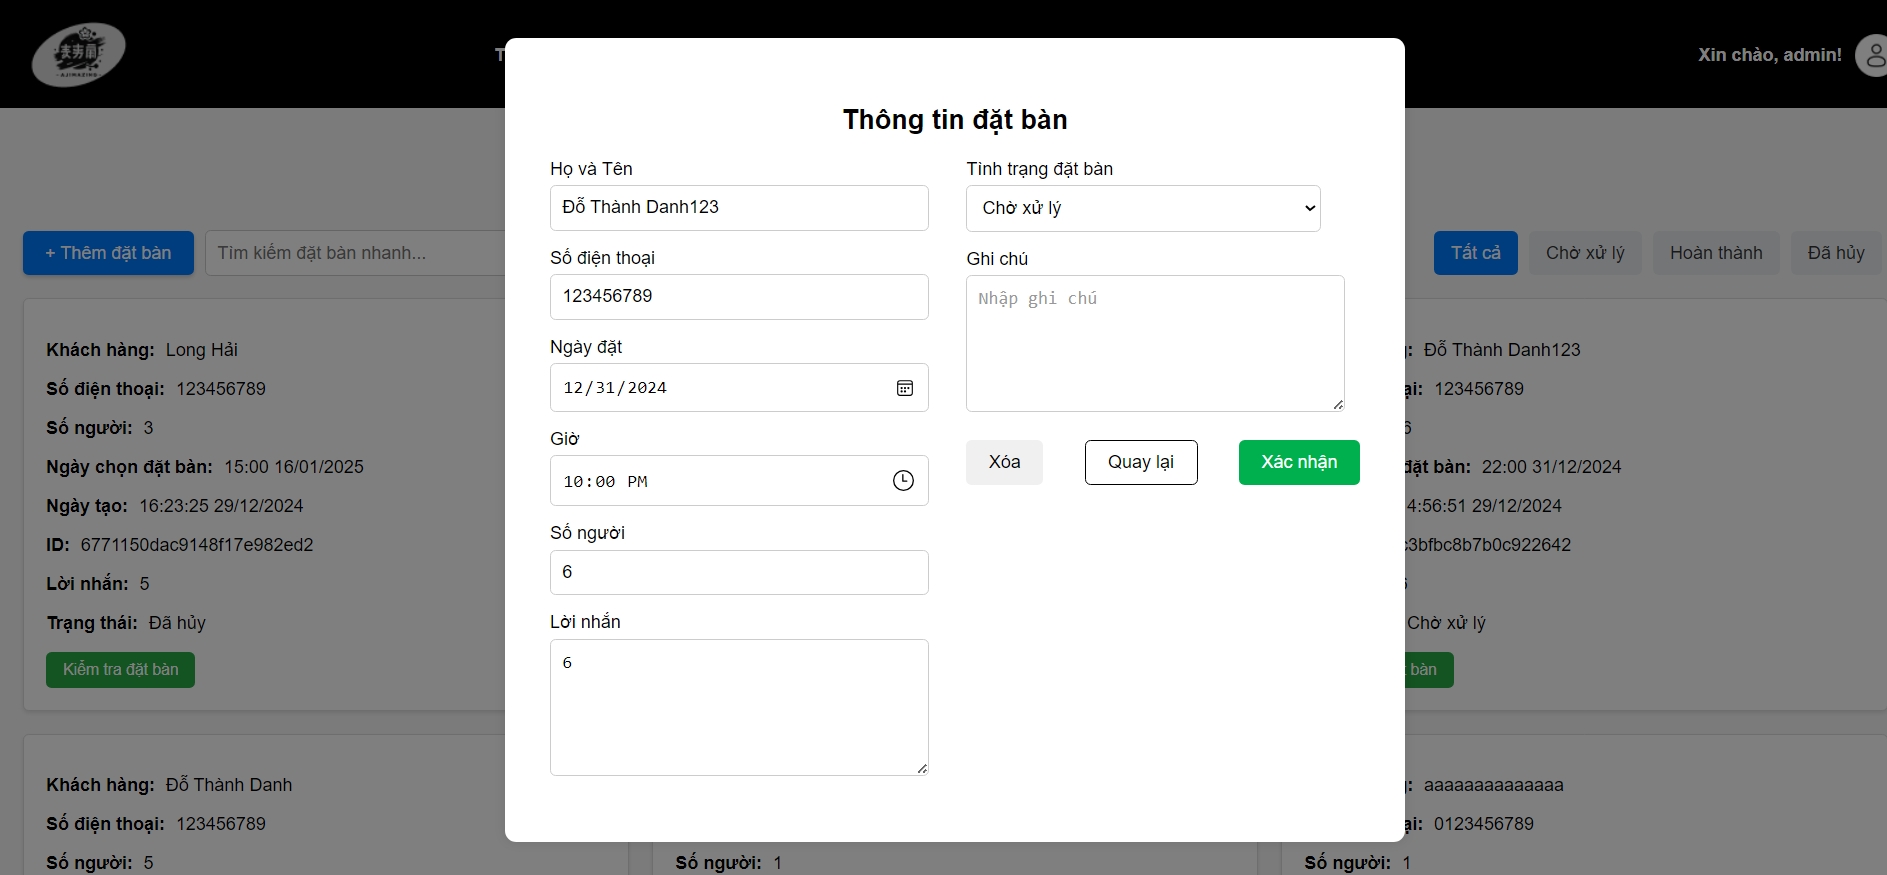 AJIMAZING
T
Xin chào, admin!
Thông tin đặt bàn
Họ và Tên
Đỗ Thành Danh123
Số điện thoại
123456789
Ngày đặt
12/31/2024
Giờ
10:00 PM
Số người
6
Lời nhắn
6
Tình trạng đặt bàn
Chờ xử lý
Ghi chú
Nhập ghi chú
Xóa
Quay lại
Xác nhận
+ Thêm đặt bàn
Tìm kiếm đặt bàn nhanh...
Tất cả
Chờ xử lý
Hoàn thành
Đã hủy
Khách hàng: Long Hải
Số điện thoại: 123456789
Số người: 3
Ngày chọn đặt bàn: 15:00 16/01/2025
Ngày tạo: 16:23:25 29/12/2024
ID: 6771150dac9148f17e982ed2
Lời nhắn: 5
Trạng thái: Đã hủy
Kiểm tra đặt bàn
: Đỗ Thành Danh123
ại: 123456789
6
đặt bàn: 22:00 31/12/2024
4:56:51 29/12/2024
c3bfbc8b7b0c922642
6
Chờ xử lý
bàn
Khách hàng: Đỗ Thành Danh
Số điện thoại: 123456789
Số người: 5
Số người: 1
: aaaaaaaaaaaaaa
ại: 0123456789
Số người: 1